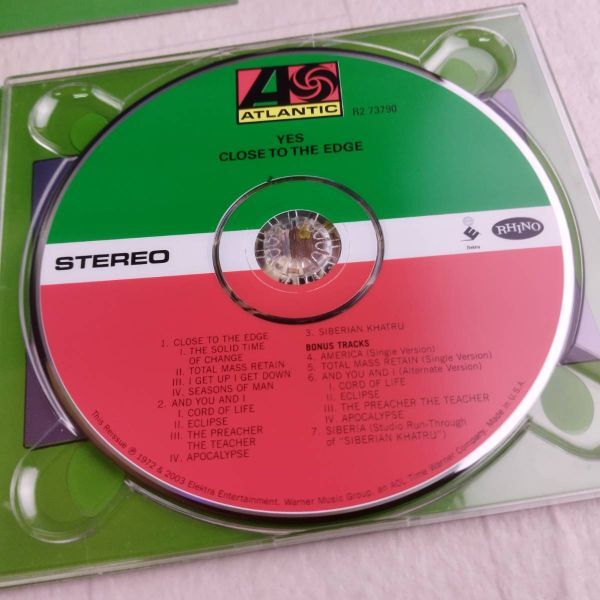 ATLANTIC
R2 73790
YES
CLOSE TO THE EDGE
STEREO
Elektra
RHINO
1. CLOSE TO THE EDGE
I. THE SOLID TIME
OF CHANGE
II. TOTAL MASS RETAIN
III. I GET UP I GET DOWN
IV. SEASONS OF MAN
2. AND YOU AND I
I. CORD OF LIFE
II. ECLIPSE
III. THE PREACHER
THE TEACHER
IV. APOCALYPSE
3. SIBERIAN KHATRU
BONUS TRACKS
4. AMERICA (Single Version)
5. TOTAL MASS RETAIN (Single Version)
6. AND YOU AND I (Alternate Version)
I. CORD OF LIFE
II. ECLIPSE
III. THE PREACHER THE TEACHER
IV. APOCALYPSE
7. SIBERIA (Studio Run-Through
of "SIBERIAN KHATRU")
This Reissue ℗ 1972 & 2003 Elektra Entertainment. Warner Music Group, an AOL Time Warner Company. Made in U.S.A.